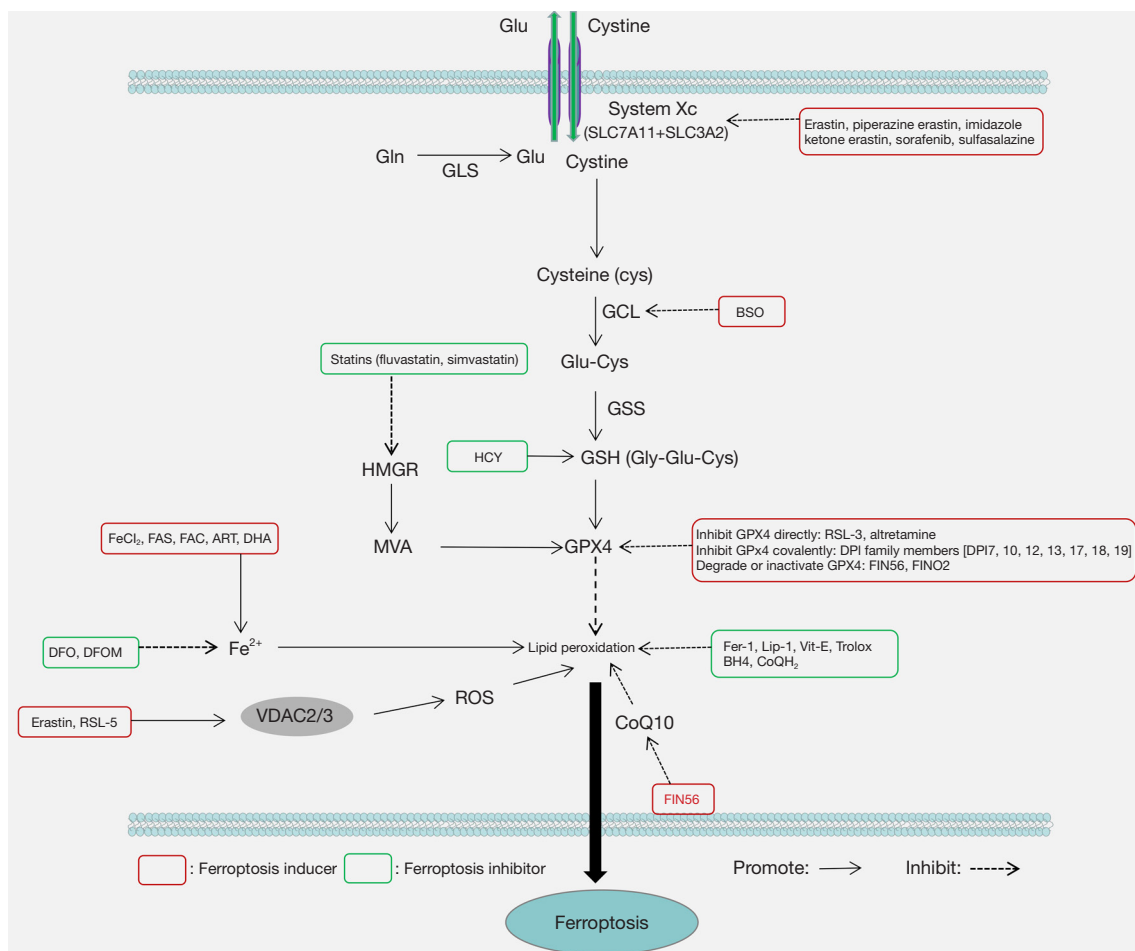 Glu
Cystine
System Xc
(SLC7A11+SLC3A2)
Erastin, piperazine erastin, imidazole
ketone erastin, sorafenib, sulfasalazine
Gln
GLS
Glu
Cystine
Cysteine (cys)
GCL
BSO
Statins (fluvastatin, simvastatin)
Glu-Cys
GSS
HMGR
HCY
GSH (Gly-Glu-Cys)
FeCl₂, FAS, FAC, ART, DHA
MVA
GPX4
Inhibit GPX4 directly: RSL-3, altretamine
Inhibit GPx4 covalently: DPI family members [DPI7, 10, 12, 13, 17, 18, 19]
Degrade or inactivate GPX4: FIN56, FINO2
DFO, DFOM
Fe²⁺
Lipid peroxidation
Fer-1, Lip-1, Vit-E, Trolox
BH4, CoQH₂
Erastin, RSL-5
VDAC2/3
ROS
CoQ10
FIN56
: Ferroptosis inducer
: Ferroptosis inhibitor
Promote:
Inhibit:
Ferroptosis